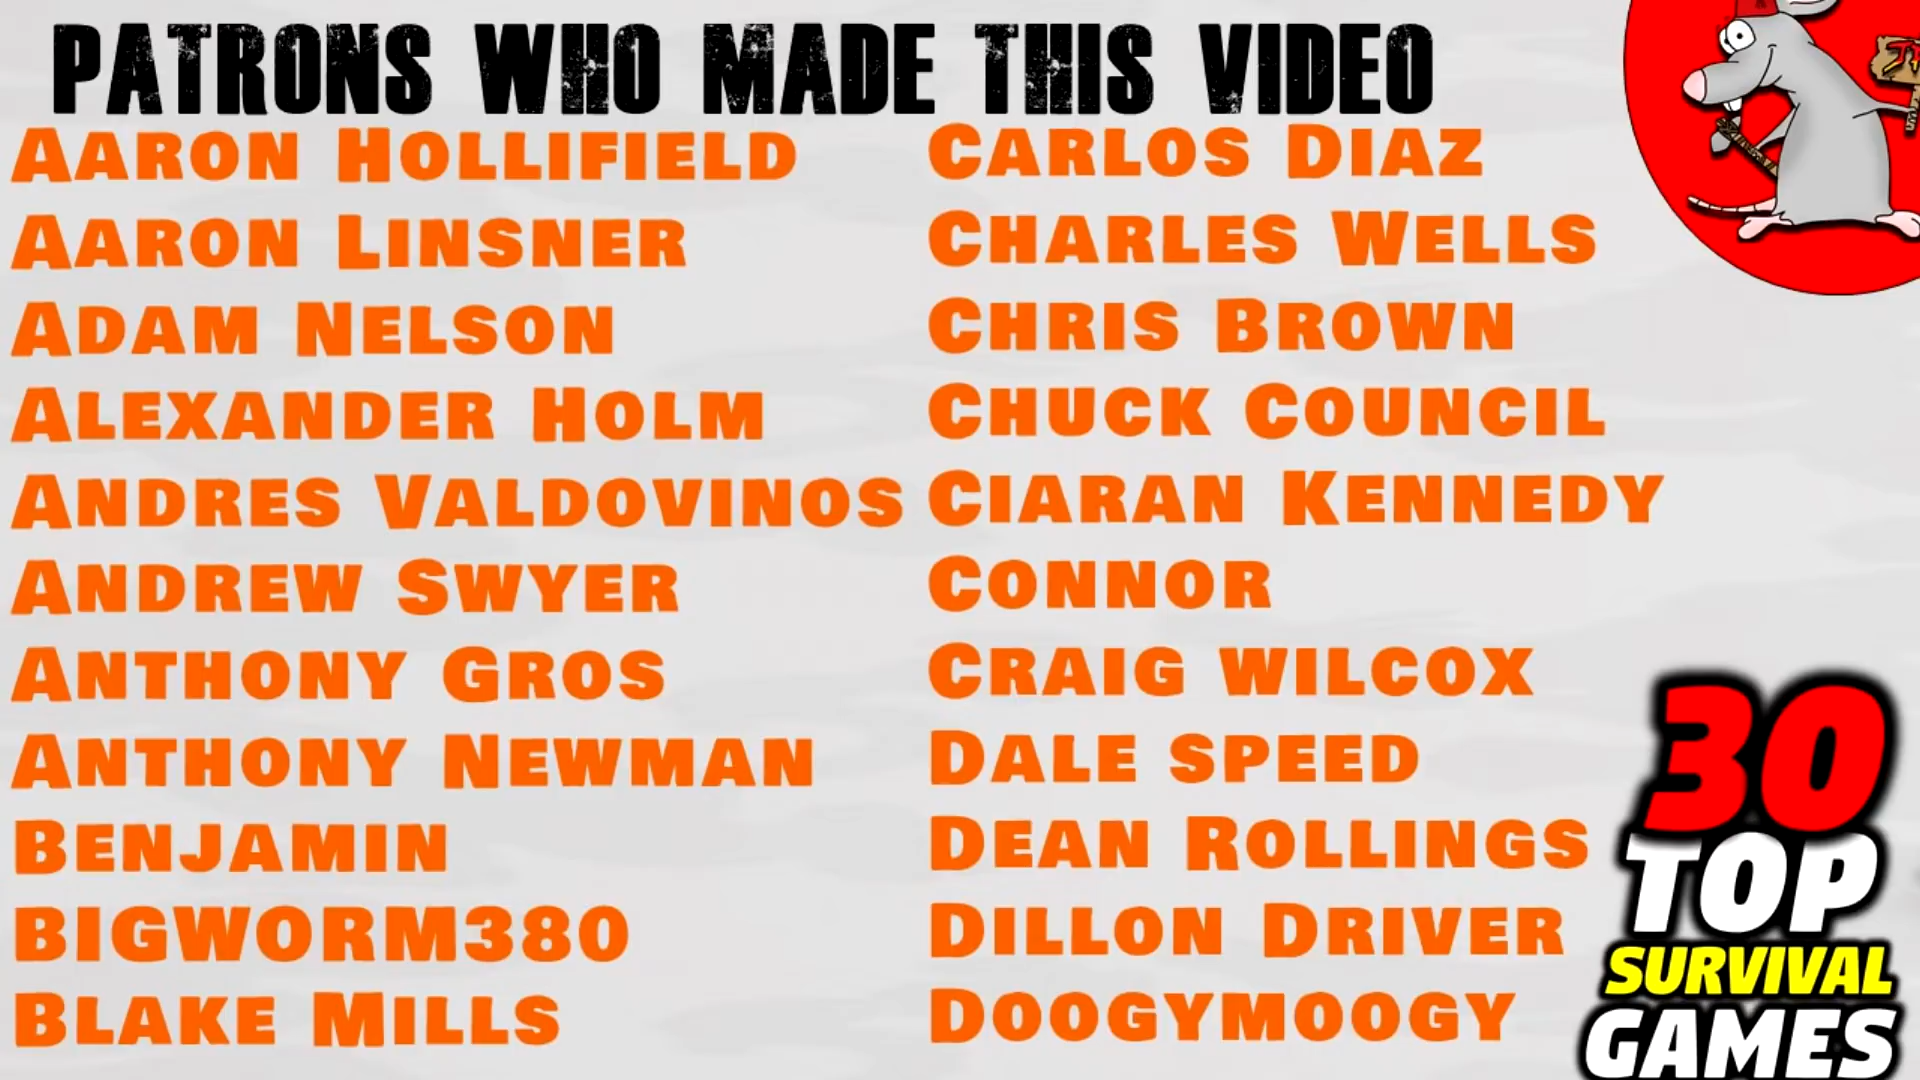 PATRONS WHO MADE THIS VIDEO
AARON HOLLIFIELD
AARON LINSNER
ADAM NELSON
ALEXANDER HOLM
ANDRES VALDOVINOS
ANDREW SWYER
ANTHONY GROS
ANTHONY NEWMAN
BENJAMIN
BIGWORM380
BLAKE MILLS
CARLOS DIAZ
CHARLES WELLS
CHRIS BROWN
CHUCK COUNCIL
CIARAN KENNEDY
CONNOR
CRAIG WILCOX
DALE SPEED
DEAN ROLLINGS
DILLON DRIVER
DOOGYMOOGY
30
TOP
SURVIVAL
GAMES